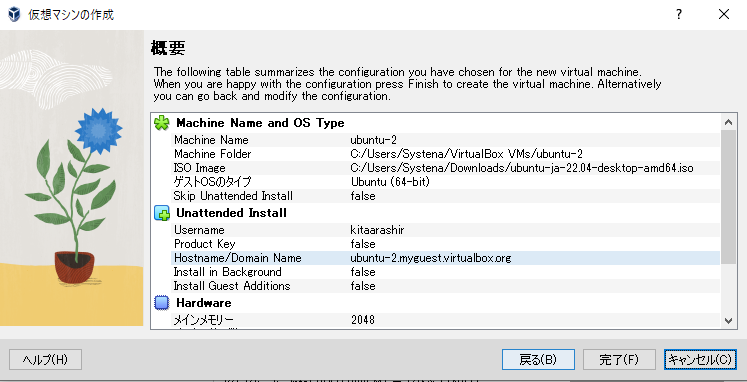 仮想マシンの作成
概要
The following table summarizes the configuration you have chosen for the new virtual machine.
When you are happy with the configuration press Finish to create the virtual machine. Alternatively
you can go back and modify the configuration.
Machine Name and OS Type
Machine Name ubuntu-2
Machine Folder C:/Users/Systena/VirtualBox VMs/ubuntu-2
ISO Image C:/Users/Systena/Downloads/ubuntu-ja-22.04-desktop-amd64.iso
ゲストOSのタイプ Ubuntu (64-bit)
Skip Unattended Install false
Unattended Install
Username kitaarashir
Product Key false
Hostname/Domain Name ubuntu-2.myguest.virtualbox.org
Install in Background false
Install Guest Additions false
Hardware
メインメモリー 2048
ヘルプ(H) 戻る(B) 完了(F) キャンセル(C)